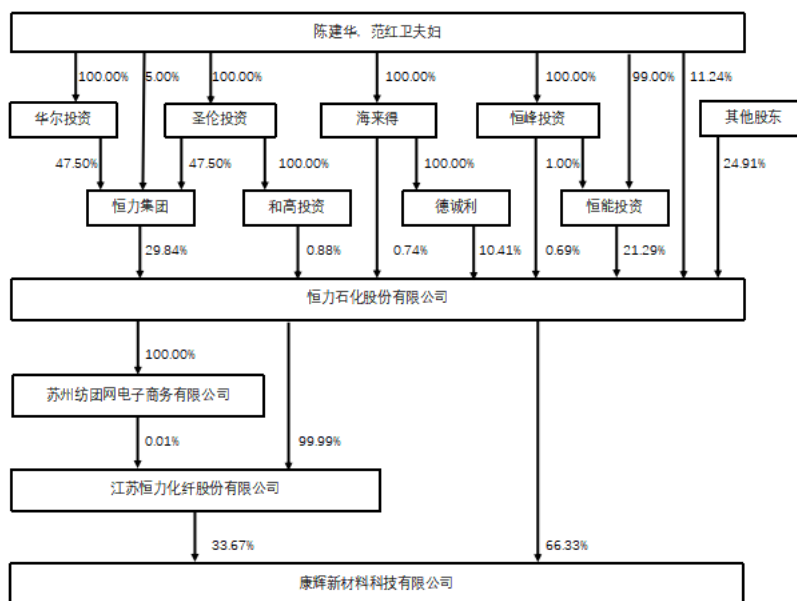 陈建华、范红卫夫妇
100.00%
5.00%
100.00%
100.00%
100.00%
99.00%
11.24%
华尔投资
圣伦投资
海来得
恒峰投资
其他股东
47.50%
47.50%
100.00%
100.00%
1.00%
24.91%
恒力集团
和高投资
德诚利
恒能投资
29.84%
0.88%
0.74%
10.41%
0.69%
21.29%
恒力石化股份有限公司
100.00%
苏州纺团网电子商务有限公司
0.01%
99.99%
江苏恒力化纤股份有限公司
33.67%
66.33%
康辉新材料科技有限公司